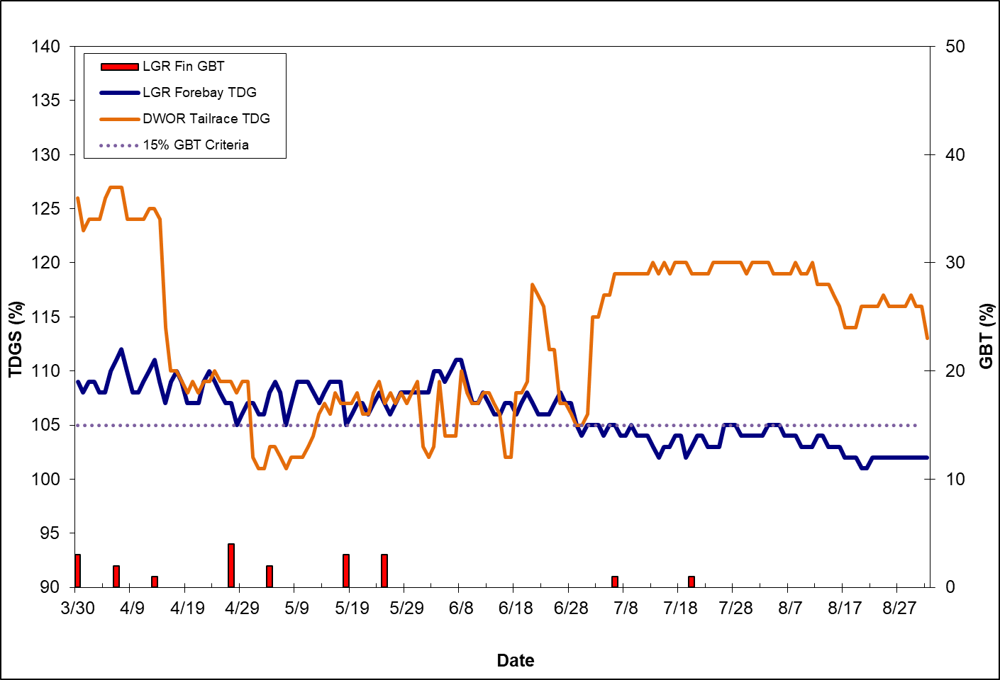 140
135
130
125
120
115
110
105
100
95
90
TDGS (%)
LGR Fin GBT
LGR Forebay TDG
DWOR Tailrace TDG
15% GBT Criteria
50
40
30
20
10
0
GBT (%)
3/30 4/9 4/19 4/29 5/9 5/19 5/29 6/8 6/18 6/28 7/8 7/18 7/28 8/7 8/17 8/27
Date